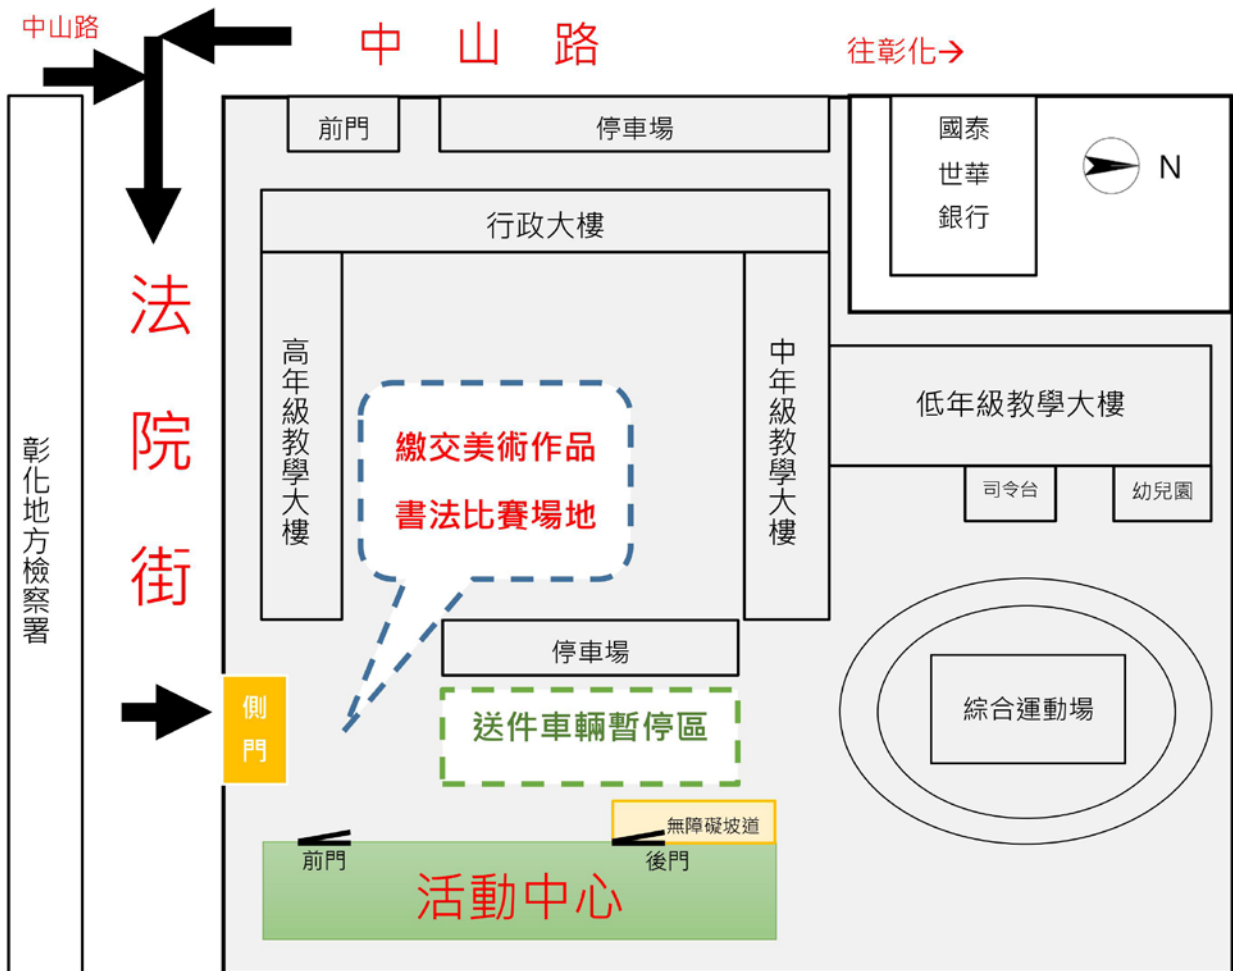 中山路
中山路
往彰化→
前門
停車場
國泰
世華
銀行
N
行政大樓
法院街
高年級教學大樓
中年級教學大樓
低年級教學大樓
繳交美術作品
書法比賽場地
彰化地方檢察署
司令台
幼兒園
停車場
側門
送件車輛暫停區
綜合運動場
無障礙坡道
前門
後門
活動中心